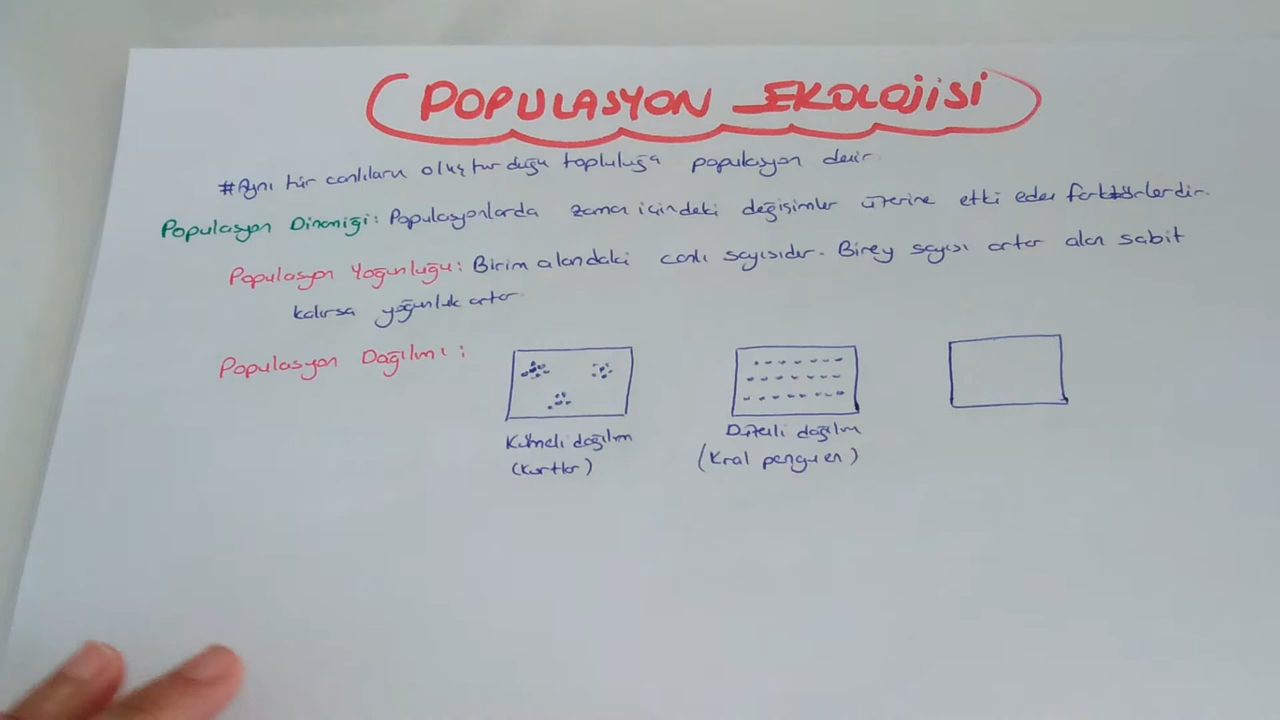 POPULASYON EKOLOJİSİ
#Aynı tür canlıların oluşturduğu topluluğa populasyon denir.
Populasyon Dinamiği: Populasyonlarda zaman içindeki değişimler üzerine etki eden faktörlerdir.
Populasyon Yoğunluğu: Birim alandaki canlı sayısıdır. Birey sayısı artar alan sabit
kalırsa yoğunluk artar
Populasyon Dağılımı:
Kümeli dağılım
Düzenli dağılım
(Kurtlar)
(Kral penguen)